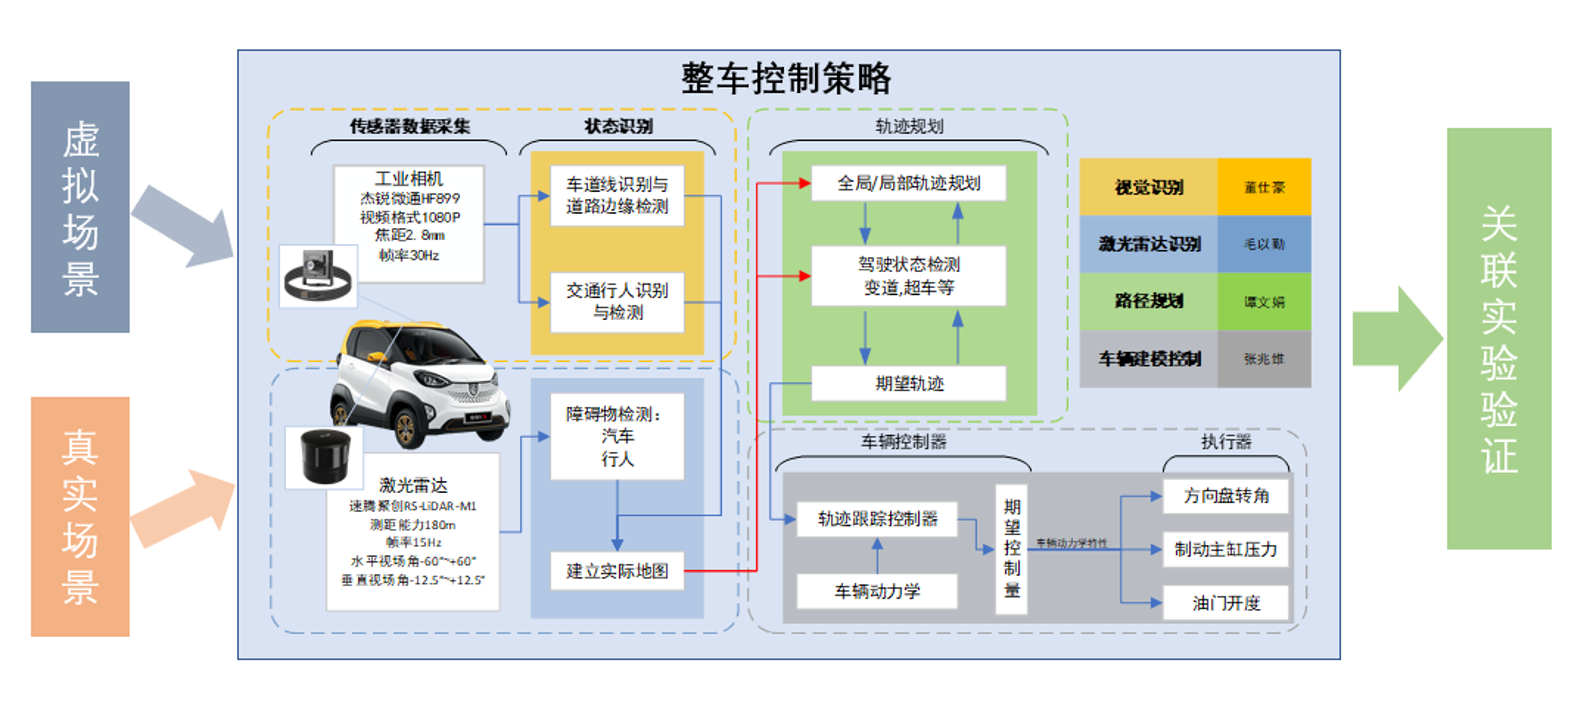 整车控制策略
虚拟场景
真实场景
传感器数据采集
状态识别
工业相机
杰锐微通HF899
视频格式1080P
焦距2.8mm
帧率30Hz
车道线识别与
道路边缘检测
交通行人识别
与检测
激光雷达
速腾聚创RS-LiDAR-M1
测距能力180m
帧率15Hz
水平视场角-60°~+60°
垂直视场角-12.5°~+12.5°
障碍物检测:
汽车
行人
建立实际地图
轨迹规划
全局/局部轨迹规划
驾驶状态检测
变道,超车等
期望轨迹
视觉识别
董仕豪
激光雷达识别
毛以勤
路径规划
谭文娟
车辆建模控制
张兆雄
车辆控制器
执行器
轨迹跟踪控制器
车辆动力学
期望控制量
车辆动力学特性
方向盘转角
制动主缸压力
油门开度
关联实验验证